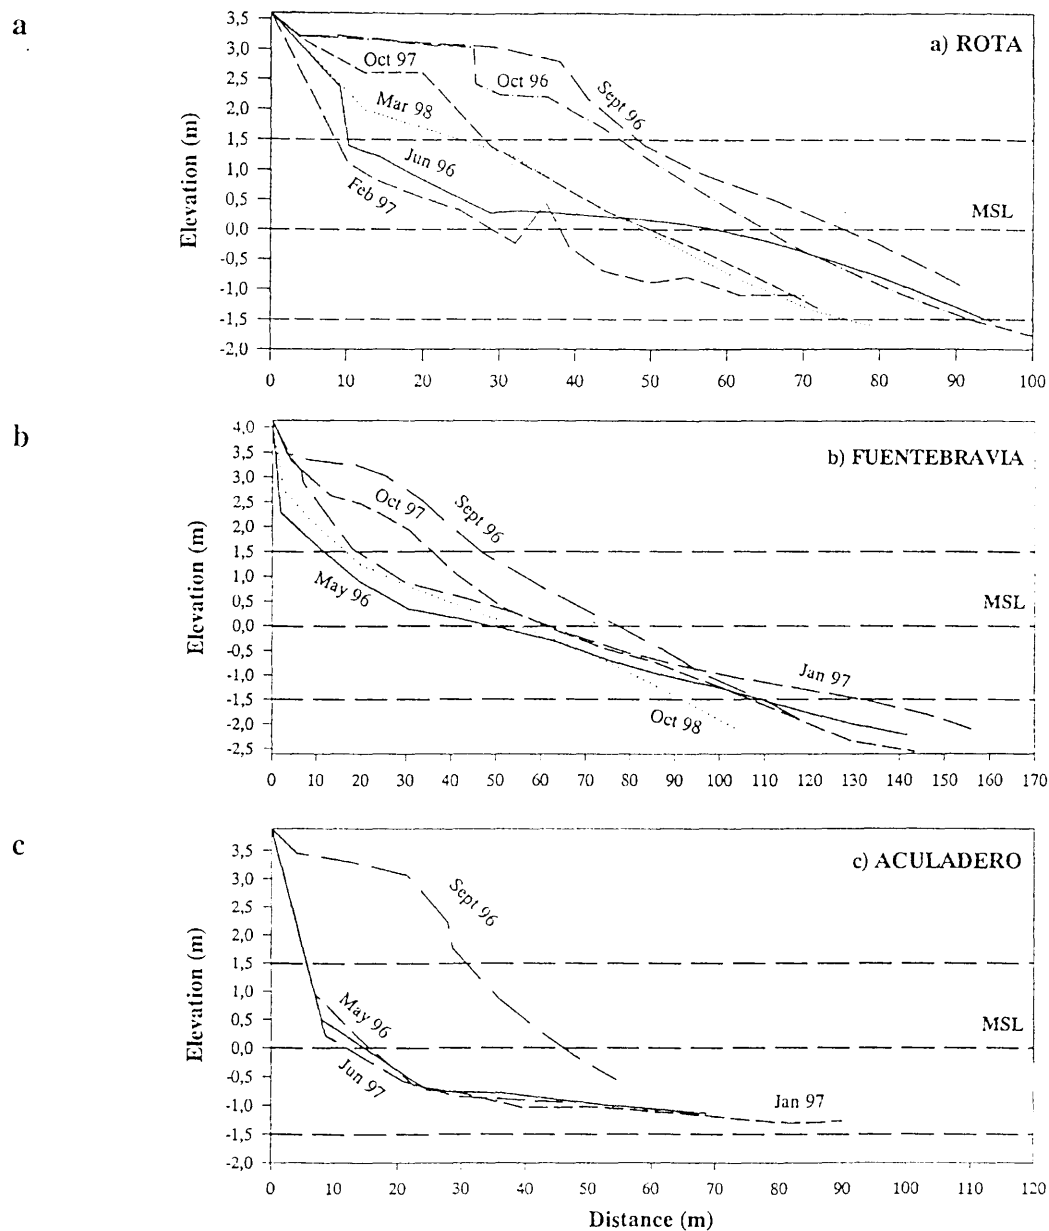 a
a) ROTA
3,5
3,0
2,5
2,0
1,5
1,0
0,5
0,0
-0,5
-1,0
-1,5
-2,0
Elevation (m)
Oct 97
Oct 96
Sept 96
Mar 98
Jun 96
Feb 97
MSL
0 10 20 30 40 50 60 70 80 90 100
b
b) FUENTEBRAVIA
4,0
3,5
3,0
2,5
2,0
1,5
1,0
0,5
0,0
-0,5
-1,0
-1,5
-2,0
-2,5
Elevation (m)
Oct 97
Sept 96
May 96
MSL
Jan 97
Oct 98
0 10 20 30 40 50 60 70 80 90 100 110 120 130 140 150 160 170
c
c) ACULADERO
3,5
3,0
2,5
2,0
1,5
1,0
0,5
0,0
-0,5
-1,0
-1,5
-2,0
Elevation (m)
Sept 96
May 96
MSL
Jun 97
Jan 97
0 10 20 30 40 50 60 70 80 90 100 110 120
Distance (m)